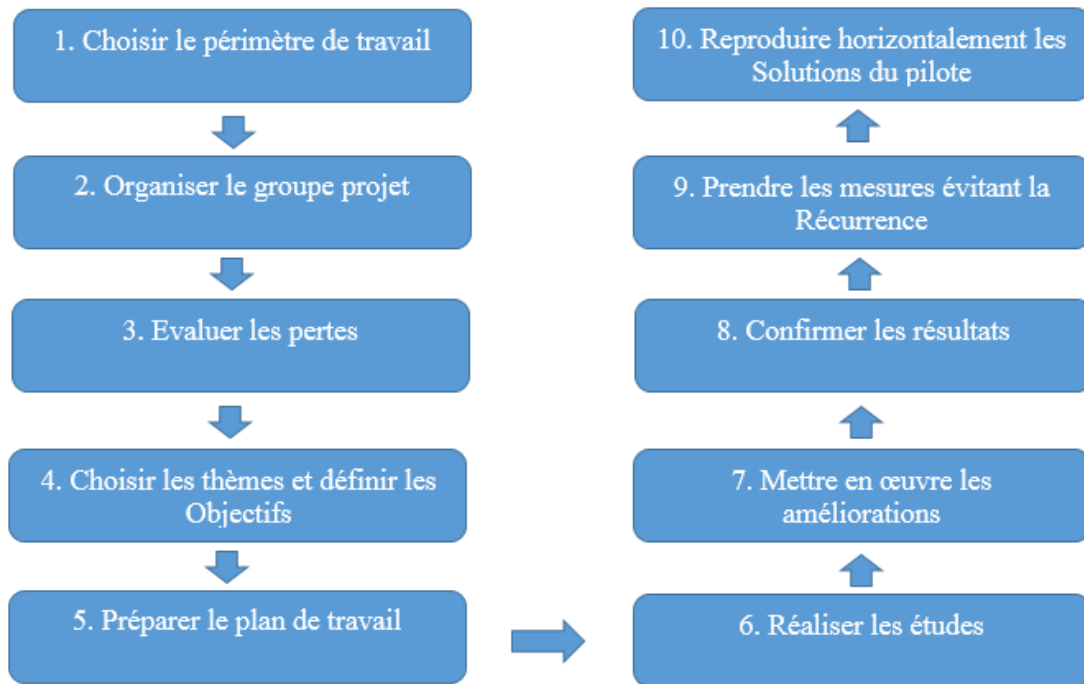 1. Choisir le périmètre de travail
2. Organiser le groupe projet
3. Evaluer les pertes
4. Choisir les thèmes et définir les
Objectifs
5. Préparer le plan de travail
6. Réaliser les études
7. Mettre en œuvre les
améliorations
8. Confirmer les résultats
9. Prendre les mesures évitant la
Récurrence
10. Reproduire horizontalement les
Solutions du pilote